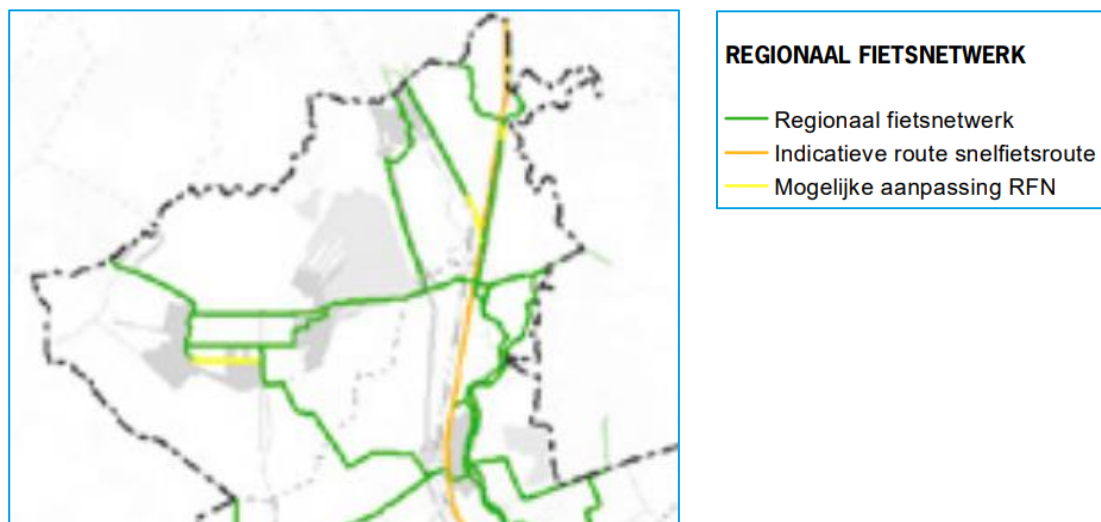 REGIONAAL FIETSNETWERK
Regionaal fietsnetwerk
Indicatieve route snelfietsroute
Mogelijke aanpassing RFN